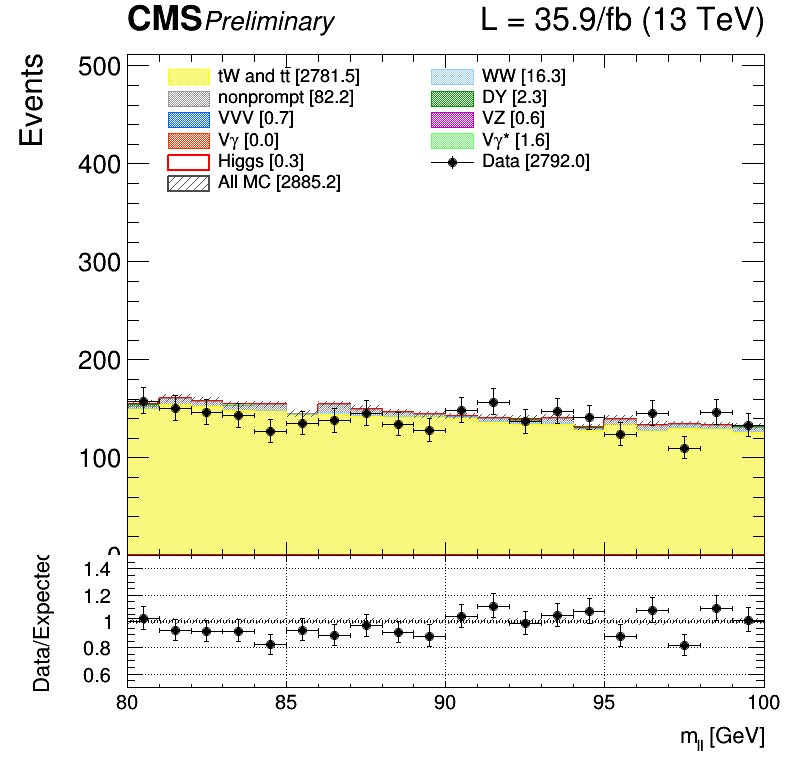 CMS Preliminary L = 35.9/fb (13 TeV)
Events
500
400
300
200
100
0
tW and tt̄ [2781.5]
nonprompt [82.2]
VVV [0.7]
Vγ [0.0]
Higgs [0.3]
All MC [2885.2]
WW [16.3]
DY [2.3]
VZ [0.6]
Vγ* [1.6]
Data [2792.0]
Data/Expected
1.4
1.2
1
0.8
0.6
80 85 90 95 100
m_ll [GeV]